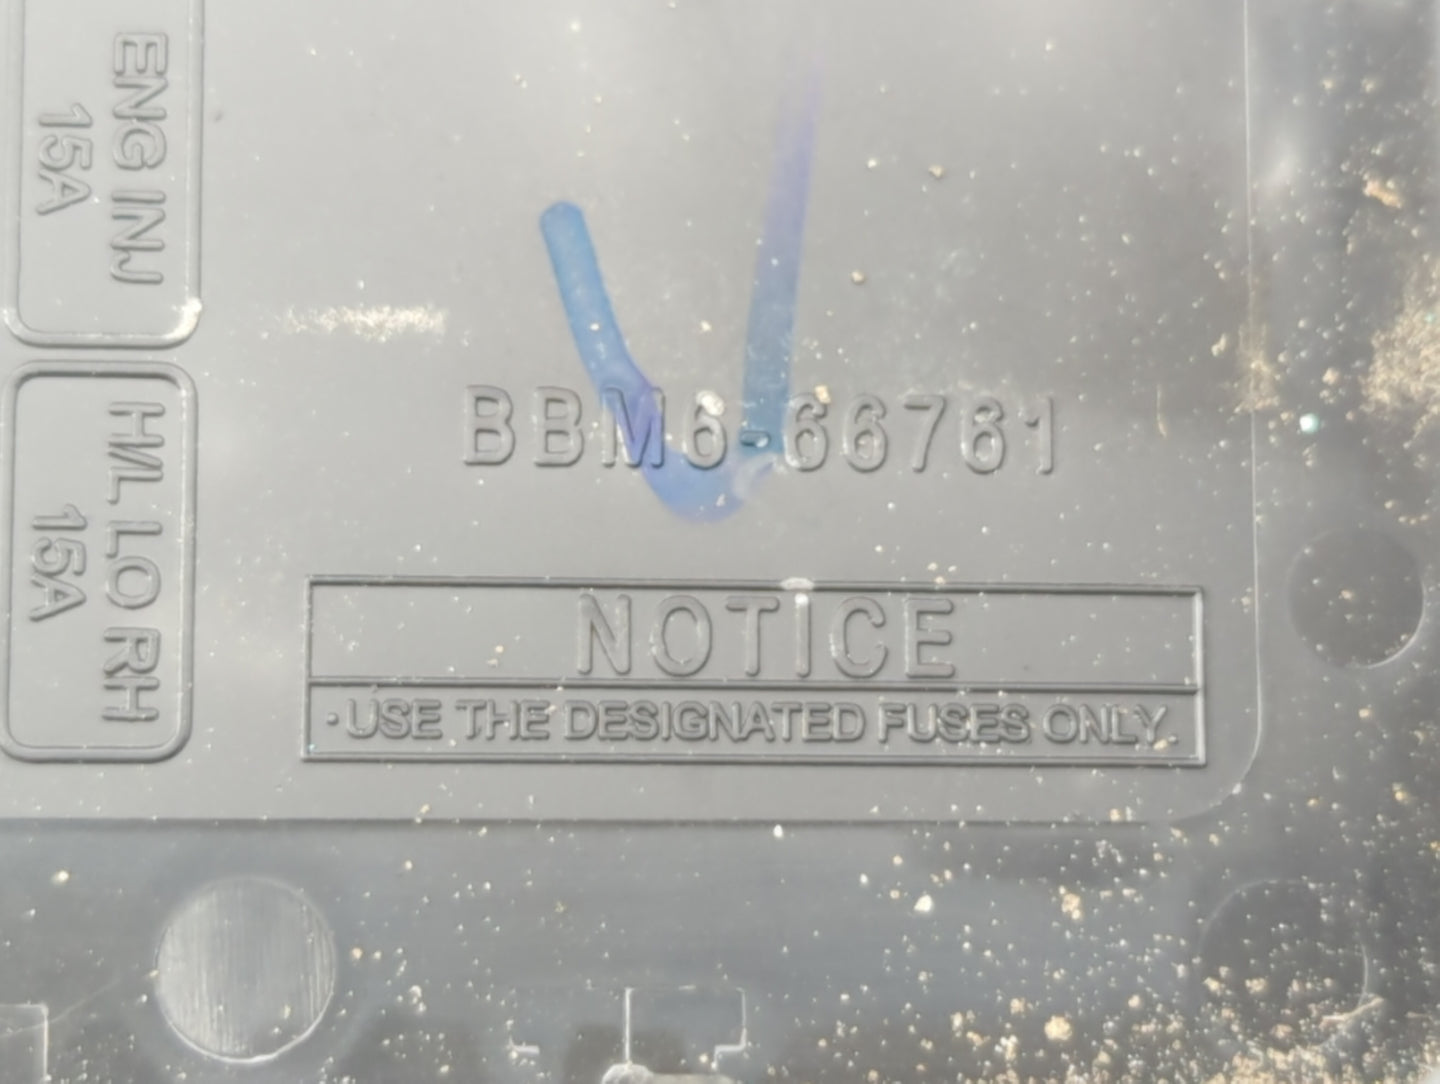 ENG INJ
15A
H/L LO RH
15A
BBM6-66761
NOTICE
·USE THE DESIGNATED FUSES ONLY.